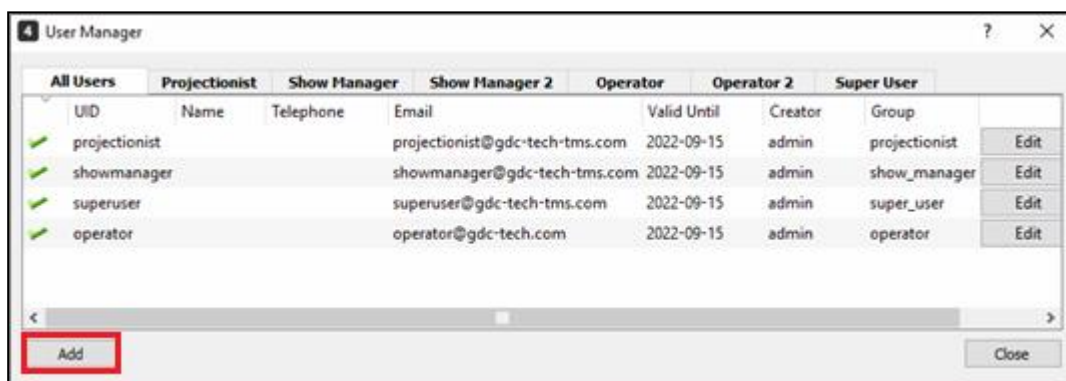 4 User Manager ? ×
All Users Projectionist Show Manager Show Manager 2 Operator Operator 2 Super User
UID Name Telephone Email Valid Until Creator Group
projectionist projectionist@gdc-tech-tms.com 2022-09-15 admin projectionist Edit
showmanager showmanager@gdc-tech-tms.com 2022-09-15 admin show_manager Edit
superuser superuser@gdc-tech-tms.com 2022-09-15 admin super_user Edit
operator operator@gdc-tech.com 2022-09-15 admin operator Edit
Add Close